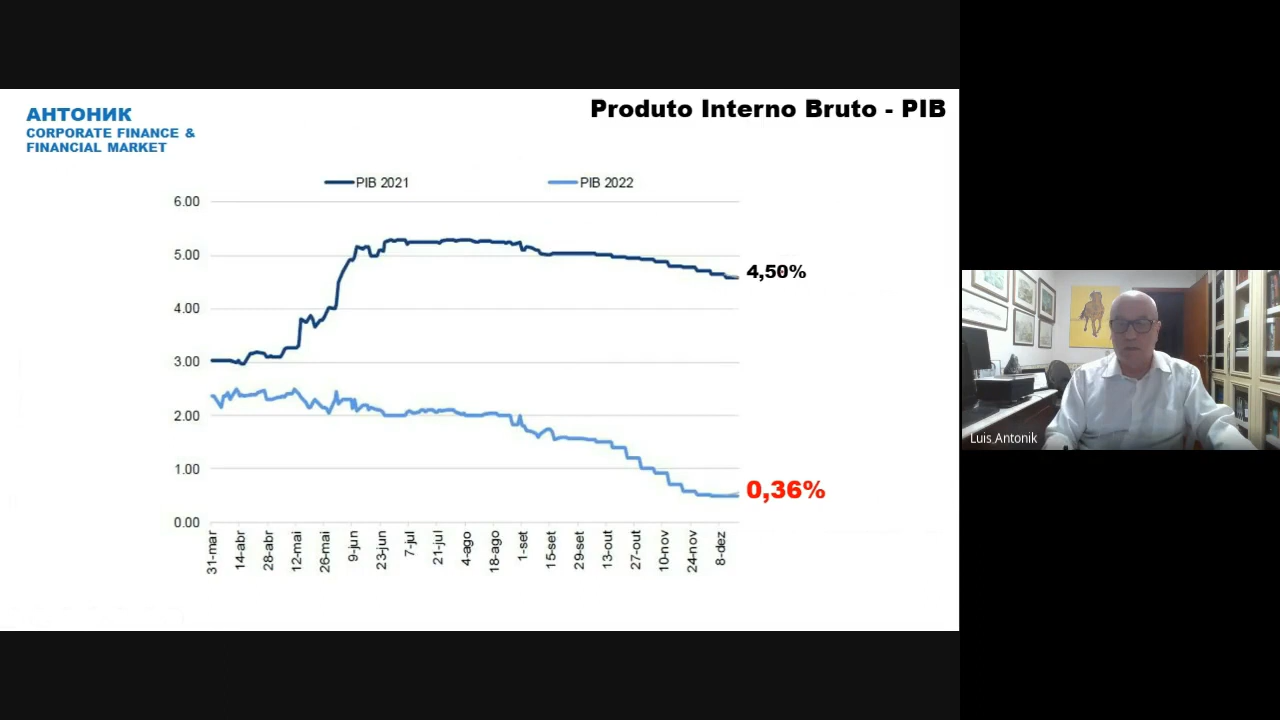 АНТОНИК
CORPORATE FINANCE &
FINANCIAL MARKET
Produto Interno Bruto - PIB
PIB 2021
PIB 2022
6.00
5.00
4.00
3.00
2.00
1.00
0.00
4,50%
0,36%
31-mar
14-abr
28-abr
12-mai
26-mai
9-jun
23-jun
7-jul
21-jul
4-ago
18-ago
1-set
15-set
29-set
13-out
27-out
10-nov
24-nov
8-dez
Luis Antonik